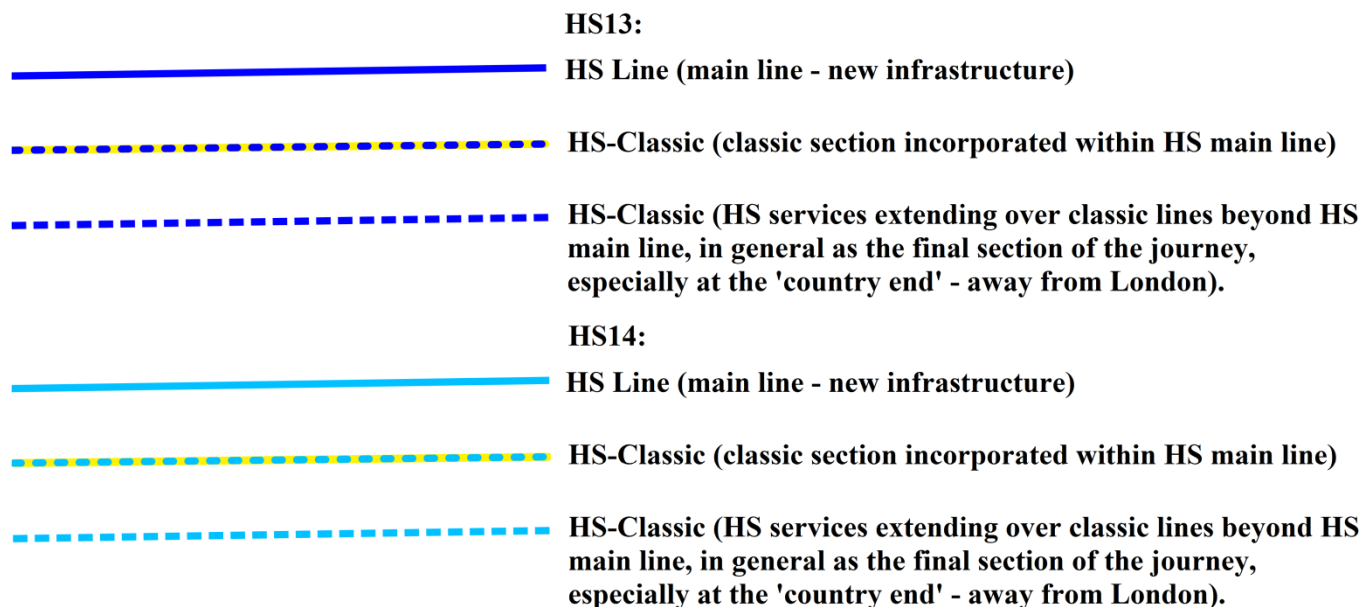 HS13:
HS Line (main line - new infrastructure)
HS-Classic (classic section incorporated within HS main line)
HS-Classic (HS services extending over classic lines beyond HS
main line, in general as the final section of the journey,
especially at the 'country end' - away from London).
HS14:
HS Line (main line - new infrastructure)
HS-Classic (classic section incorporated within HS main line)
HS-Classic (HS services extending over classic lines beyond HS
main line, in general as the final section of the journey,
especially at the 'country end' - away from London).